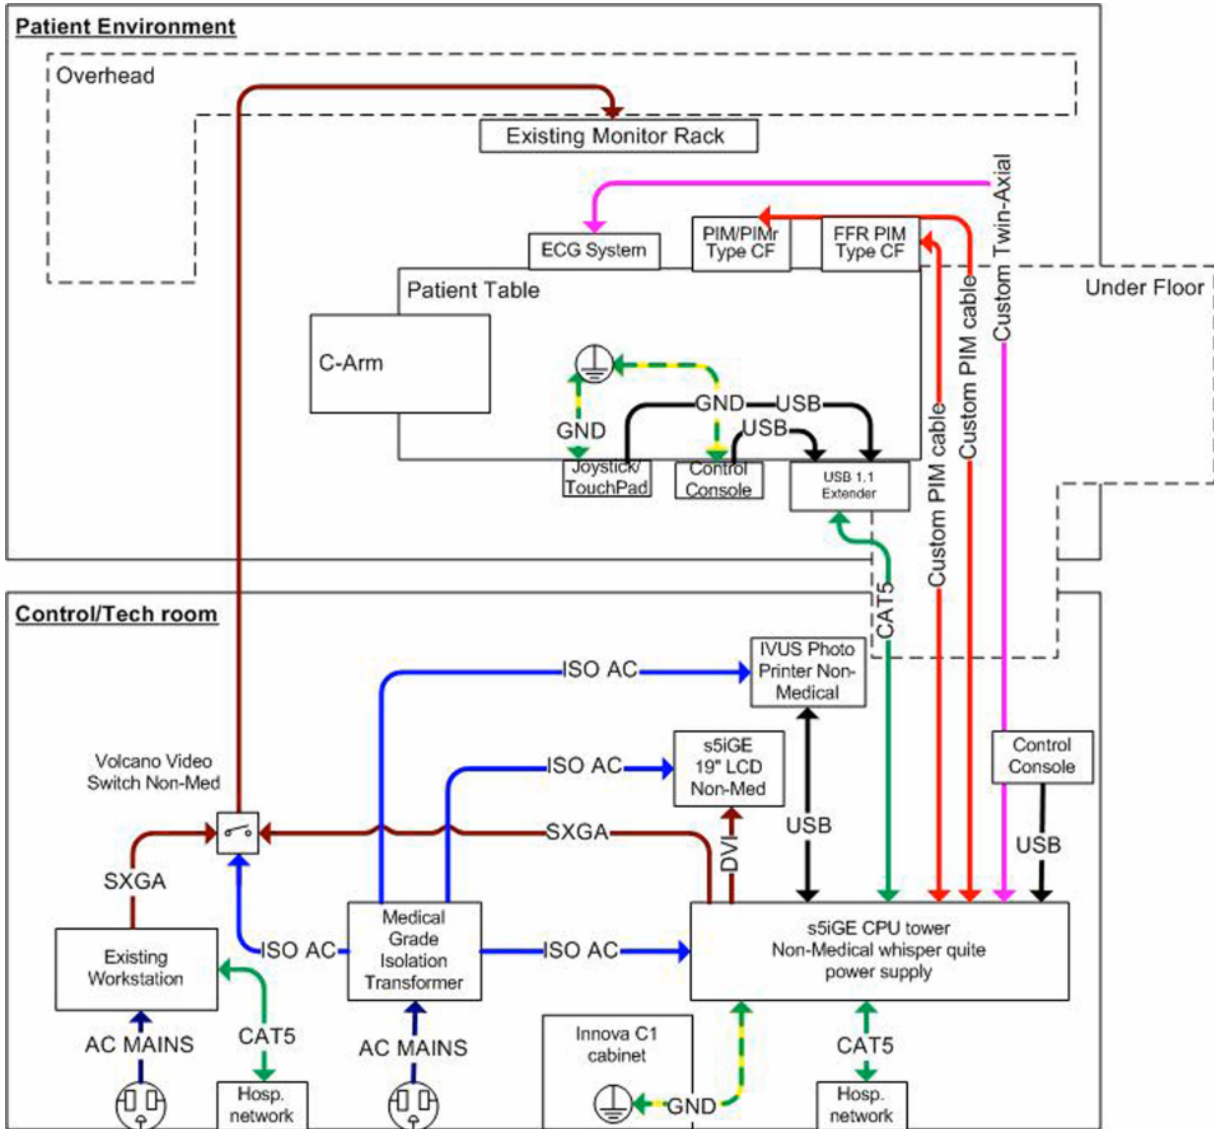 Patient Environment
Overhead
Existing Monitor Rack
Custom Twin-Axial
ECG System
PIM/PIMr
Type CF
FFR PIM
Type CF
Patient Table
Under Floor
C-Arm
Custom PIM cable
Custom PIM cable
GND
USB
GND
USB
Joystick/
TouchPad
Control
Console
USB 1.1
Extender
CAT5
Control/Tech room
IVUS Photo
Printer Non-
Medical
ISO AC
s5iGE
19" LCD
Non-Med
ISO AC
Control
Console
Volcano Video
Switch Non-Med
USB
SXGA
DVI
USB
SXGA
Medical
Grade
Isolation
Transformer
s5iGE CPU tower
Non-Medical whisper quite
power supply
Existing
Workstation
ISO AC
ISO AC
AC MAINS
CAT5
AC MAINS
Innova C1
cabinet
CAT5
Hosp.
network
GND
Hosp.
network